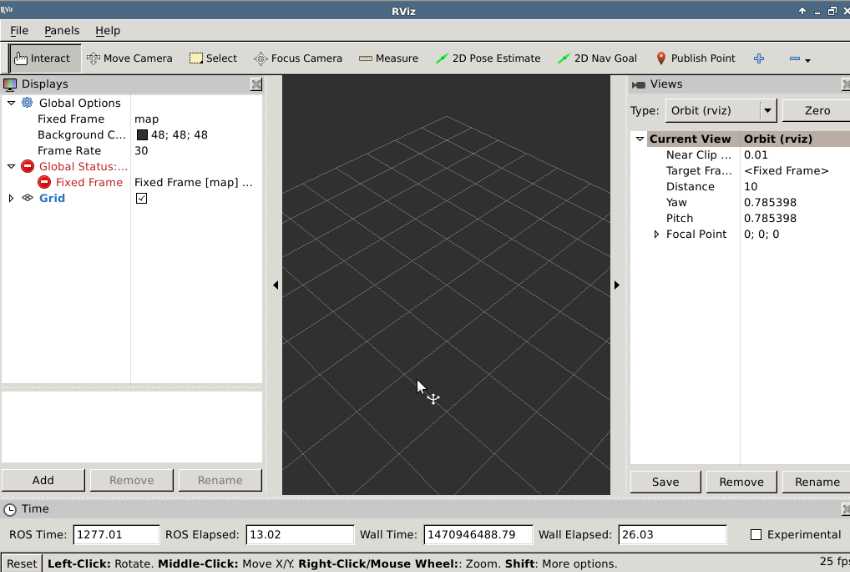 RViz
RViz
File Panels Help
Interact Move Camera Select Focus Camera Measure 2D Pose Estimate 2D Nav Goal Publish Point
Displays
Global Options
Fixed Frame map
Background C... 48; 48; 48
Frame Rate 30
Global Status:...
Fixed Frame Fixed Frame [map] ...
Grid
Add Remove Rename
Views
Type: Orbit (rviz) Zero
Current View Orbit (rviz)
Near Clip ... 0.01
Target Fra... <Fixed Frame>
Distance 10
Yaw 0.785398
Pitch 0.785398
Focal Point 0; 0; 0
Save Remove Rename
Time
ROS Time: 1277.01 ROS Elapsed: 13.02 Wall Time: 1470946488.79 Wall Elapsed: 26.03 Experimental
Reset Left-Click: Rotate. Middle-Click: Move X/Y. Right-Click/Mouse Wheel:: Zoom. Shift: More options. 25 fps